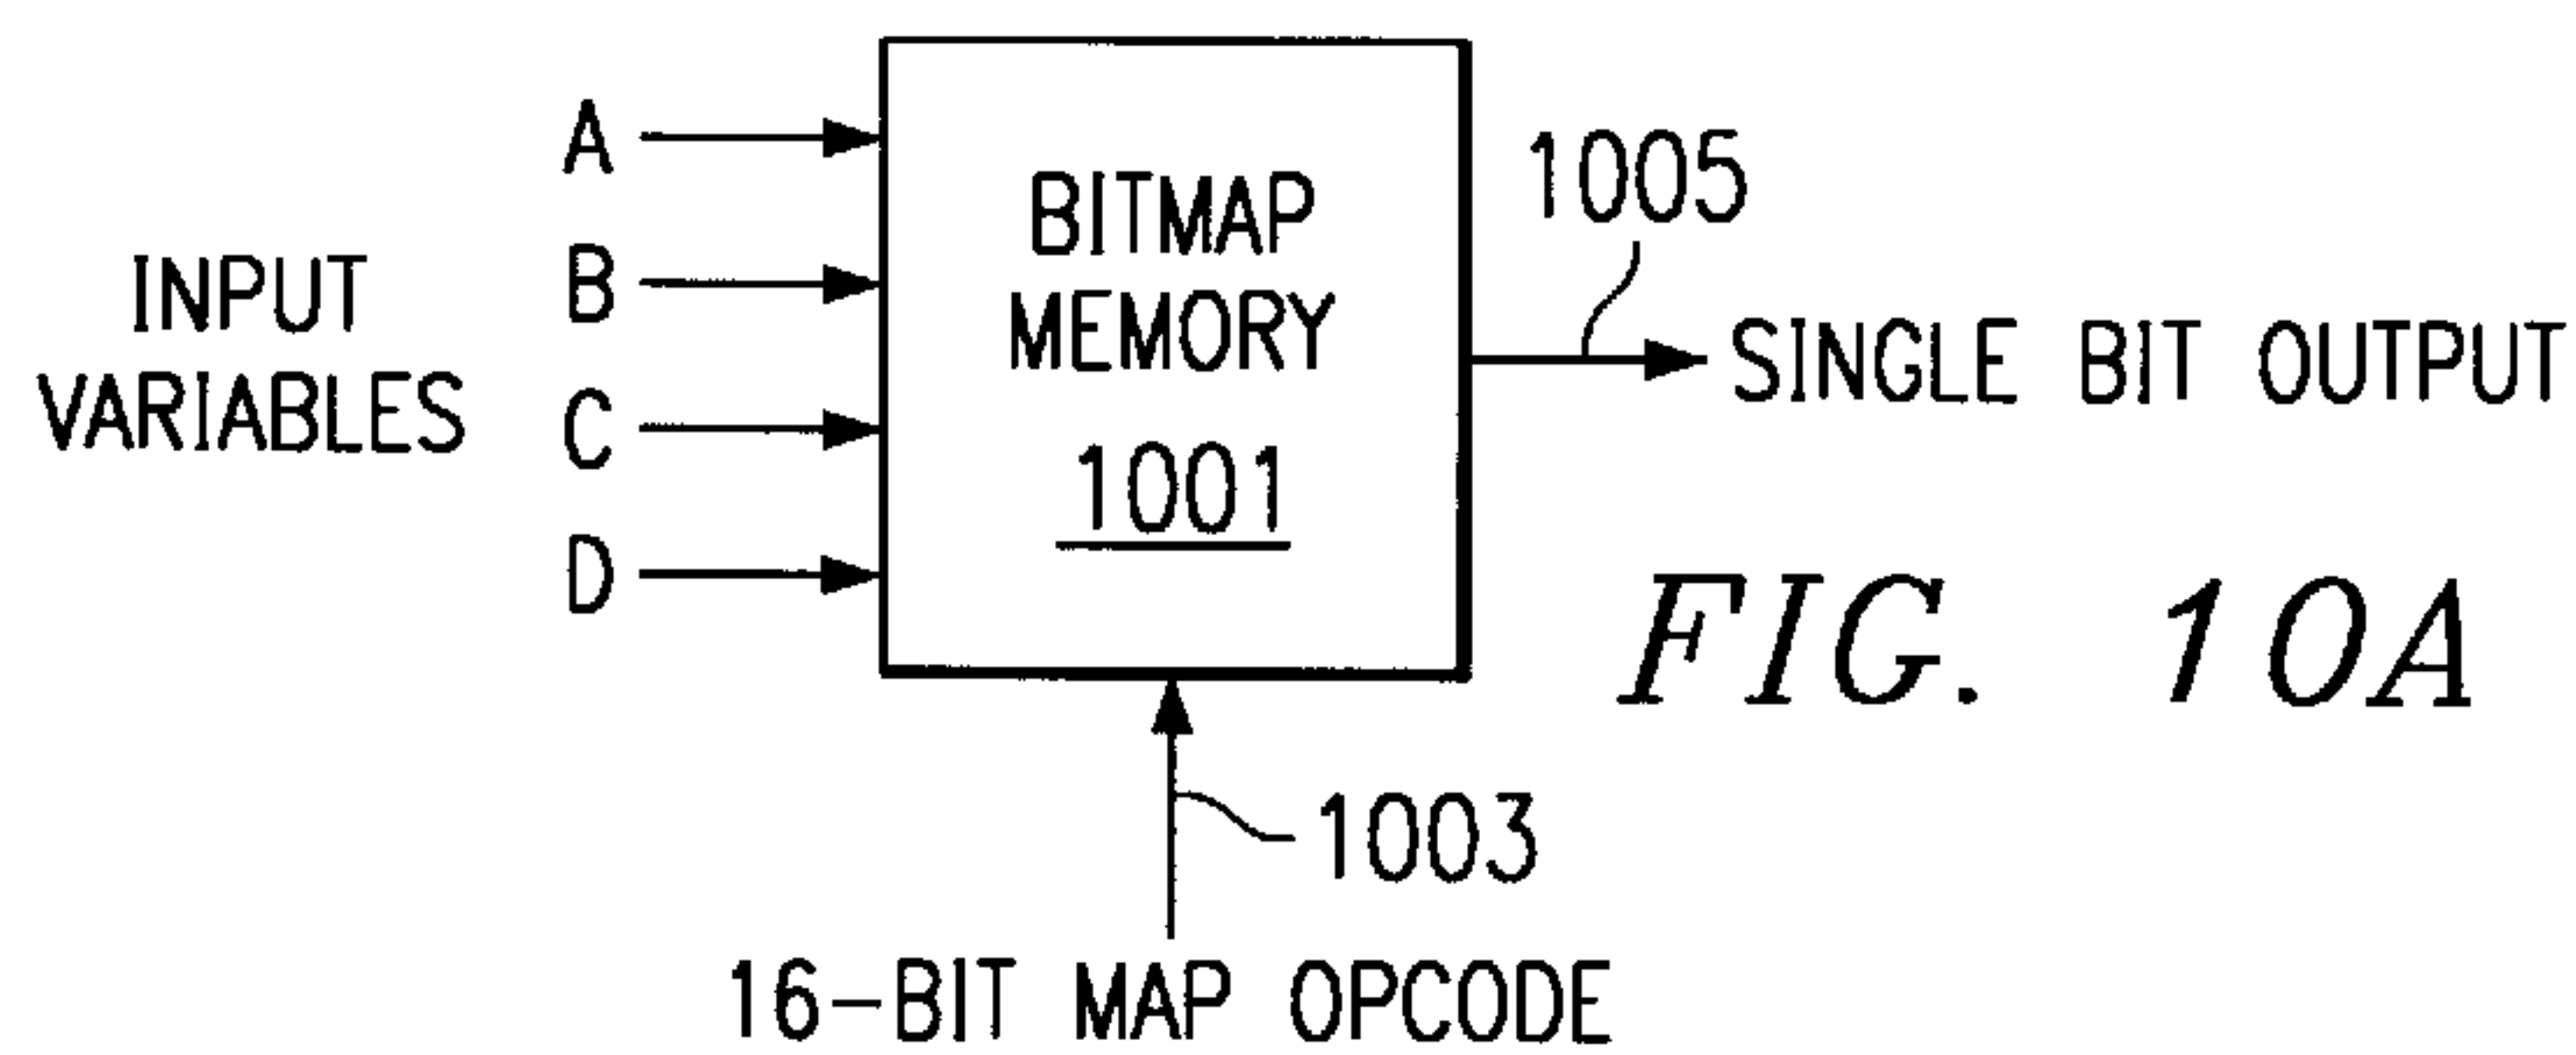 INPUT
VARIABLES
A
B
C
D
BITMAP
MEMORY
1001
1005
SINGLE BIT OUTPUT
1003
16-BIT MAP OPCODE
FIG. 10A